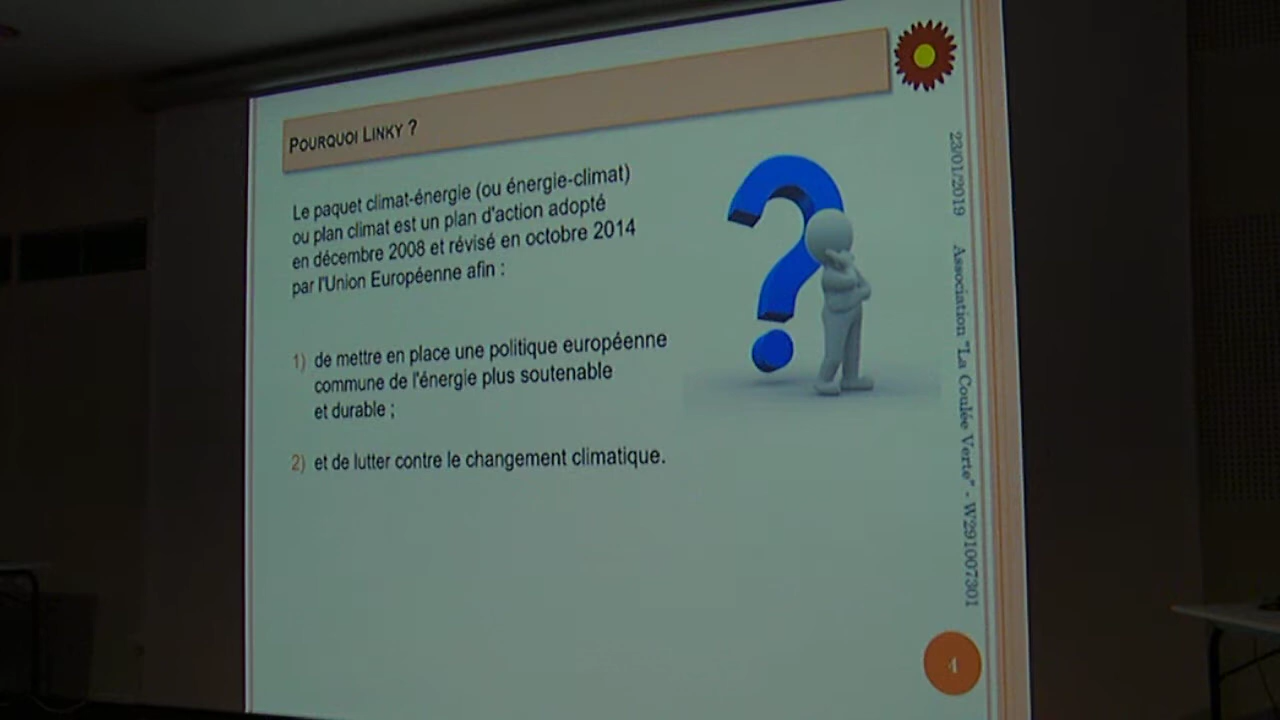 POURQUOI LINKY ?
Le paquet climat-énergie (ou énergie-climat)
ou plan climat est un plan d'action adopté
en décembre 2008 et révisé en octobre 2014
par l'Union Européenne afin :
1) de mettre en place une politique européenne
commune de l'énergie plus soutenable
et durable ;
2) et de lutter contre le changement climatique.
23/01/2019 Association "La Coulée Verte" - W291007301
4